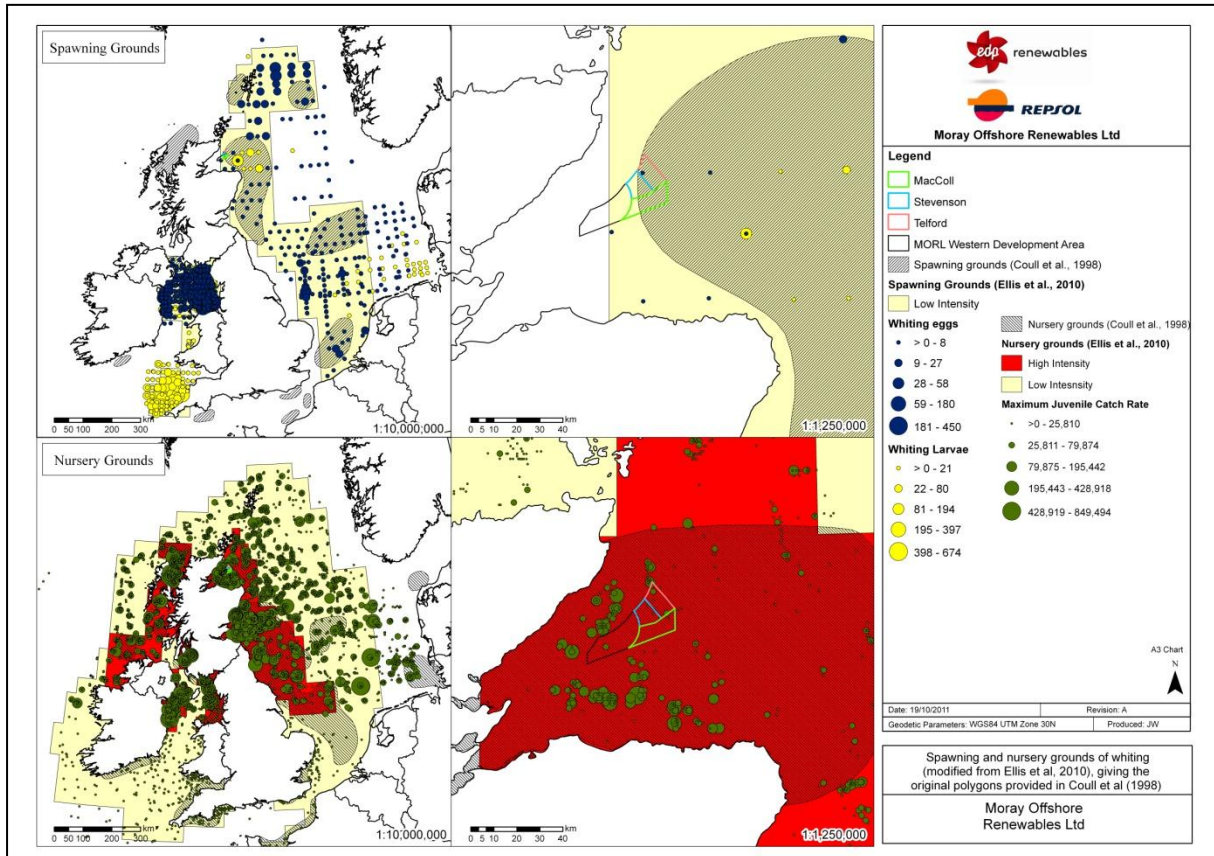 Spawning Grounds
0 50 100 200 300
km
1:10,000,000
0 5 10 20 30 40
km
1:1,250,000
Nursery Grounds
0 50 100 200 300
km
1:10,000,000
0 5 10 20 30 40
km
1:1,250,000
edp renewables
REPSOL
Moray Offshore Renewables Ltd
Legend
MacColl
Stevenson
Telford
MORL Western Development Area
Spawning grounds (Coull et al., 1998)
Spawning Grounds (Ellis et al., 2010)
Low Intensity
Whiting eggs
> 0 - 8
9 - 27
28 - 58
59 - 180
181 - 450
Whiting Larvae
> 0 - 21
22 - 80
81 - 194
195 - 397
398 - 674
Nursery grounds (Coull et al., 1998)
Nursery grounds (Ellis et al., 2010)
High Intensity
Low Intensnsity
Maximum Juvenile Catch Rate
>0 - 25,810
25,811 - 79,874
79,875 - 195,442
195,443 - 428,918
428,919 - 849,494
A3 Chart
N
Date: 19/10/2011
Revision: A
Geodetic Parameters: WGS84 UTM Zone 30N
Produced: JW
Spawning and nursery grounds of whiting
(modified from Ellis et al, 2010), giving the
original polygons provided in Coull et al (1998)
Moray Offshore
Renewables Ltd